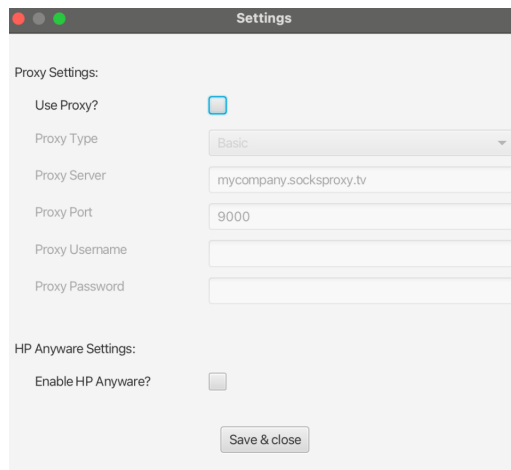 Settings
Proxy Settings:
Use Proxy?
Proxy Type Basic
Proxy Server mycompany.socksproxy.tv
Proxy Port 9000
Proxy Username
Proxy Password
HP Anyware Settings:
Enable HP Anyware?
Save & close